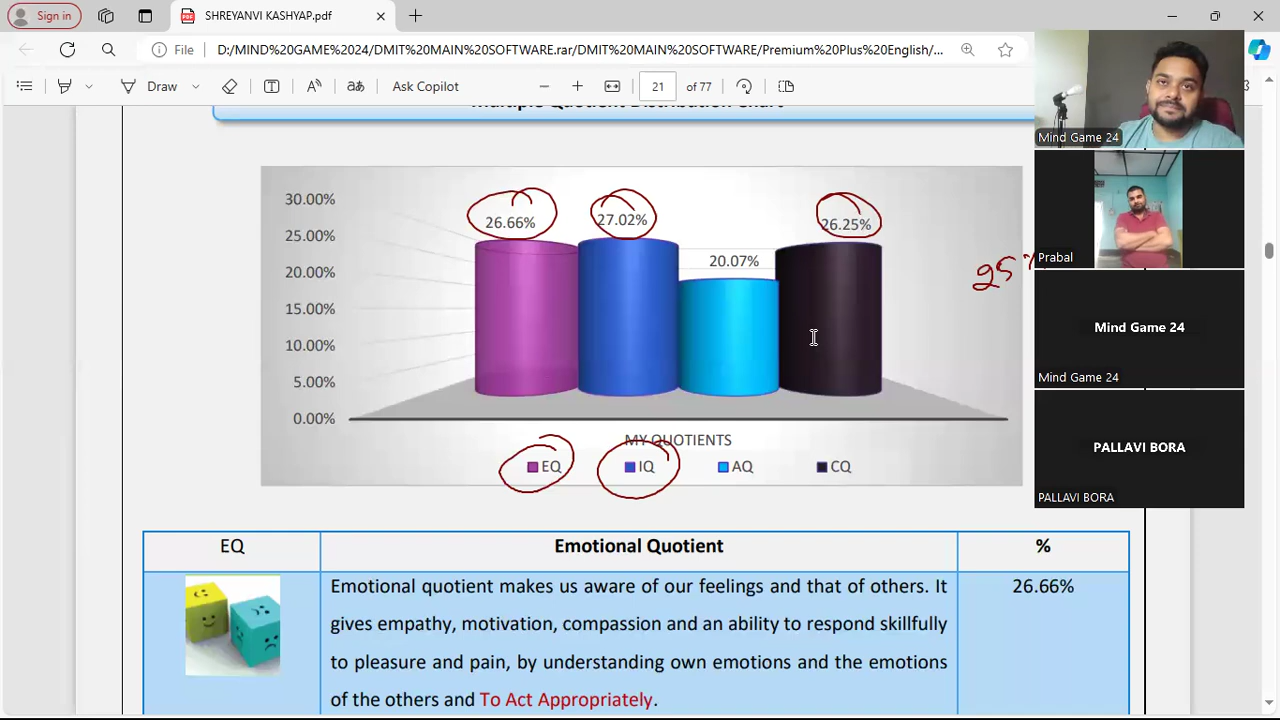 Sign in
SHREYANVI KASHYAP.pdf
File
D:/MIND%20GAME%2024/DMIT%20MAIN%20SOFTWARE.rar/DMIT%20MAIN%20SOFTWARE/Premium%20Plus%20English/...
Draw
Ask Copilot
21 of 77
Multiple Quotient Distribution Chart
30.00%
25.00%
20.00%
15.00%
10.00%
5.00%
0.00%
26.66%
27.02%
20.07%
26.25%
25%
MY QUOTIENTS
EQ IQ AQ CQ
EQ Emotional Quotient %
Emotional quotient makes us aware of our feelings and that of others. It
gives empathy, motivation, compassion and an ability to respond skillfully
to pleasure and pain, by understanding own emotions and the emotions
of the others and To Act Appropriately.
26.66%
Mind Game 24
Prabal
Mind Game 24
Mind Game 24
PALLAVI BORA
PALLAVI BORA